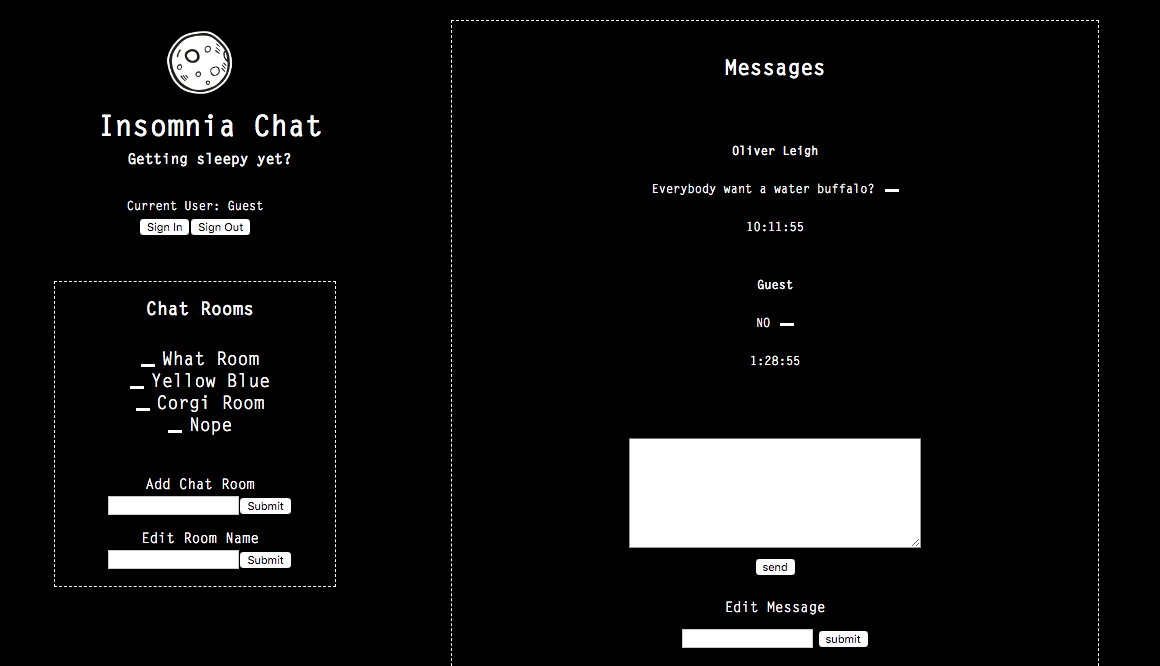 Insomnia Chat
Getting sleepy yet?
Current User: Guest
Sign In Sign Out
Chat Rooms
What Room
Yellow Blue
Corgi Room
Nope
Add Chat Room
Submit
Edit Room Name
Submit
Messages
Oliver Leigh
Everybody want a water buffalo?
10:11:55
Guest
NO
1:28:55
send
Edit Message
submit